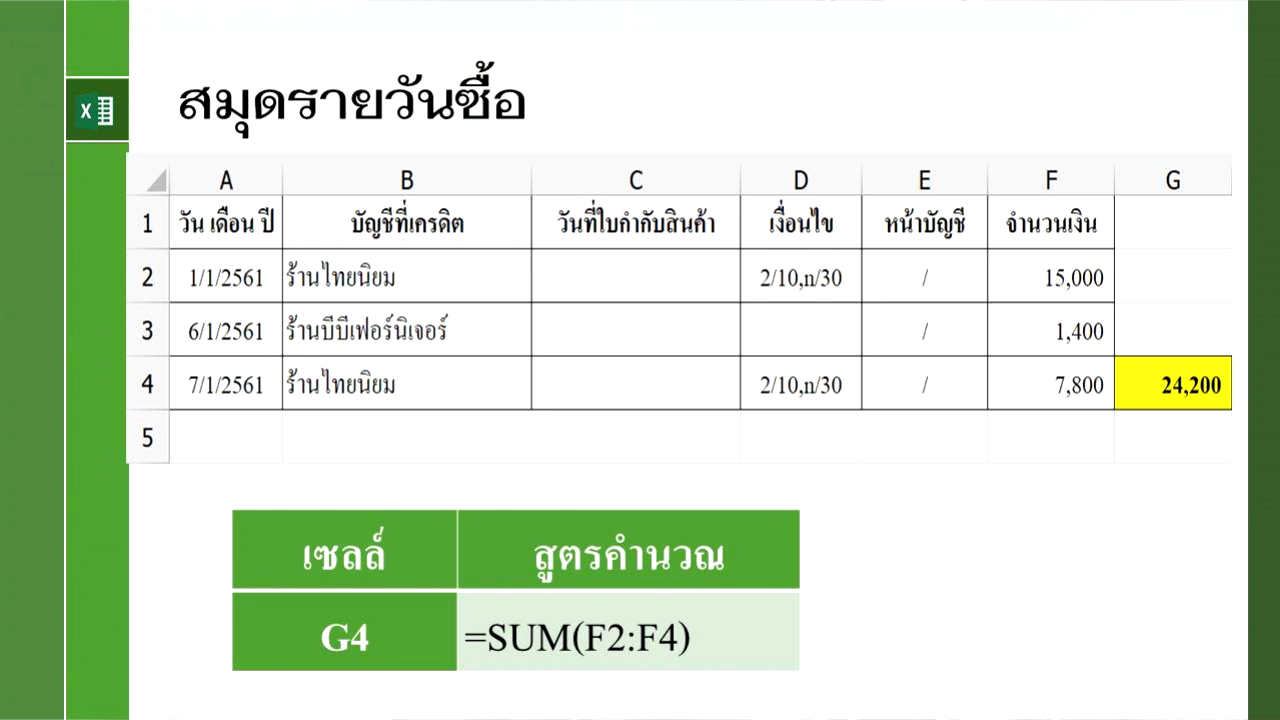 สมุดรายวันซื้อ
A B C D E F G
1 วัน เดือน ปี บัญชีที่เครดิต วันที่ใบกำกับสินค้า เงื่อนไข หน้าบัญชี จำนวนเงิน
2 1/1/2561 ร้านไทยนิยม 2/10,n/30 / 15,000
3 6/1/2561 ร้านบีบีเฟอร์นิเจอร์ / 1,400
4 7/1/2561 ร้านไทยนิยม 2/10,n/30 / 7,800 24,200
5
เซลล์ สูตรคำนวณ
G4 =SUM(F2:F4)